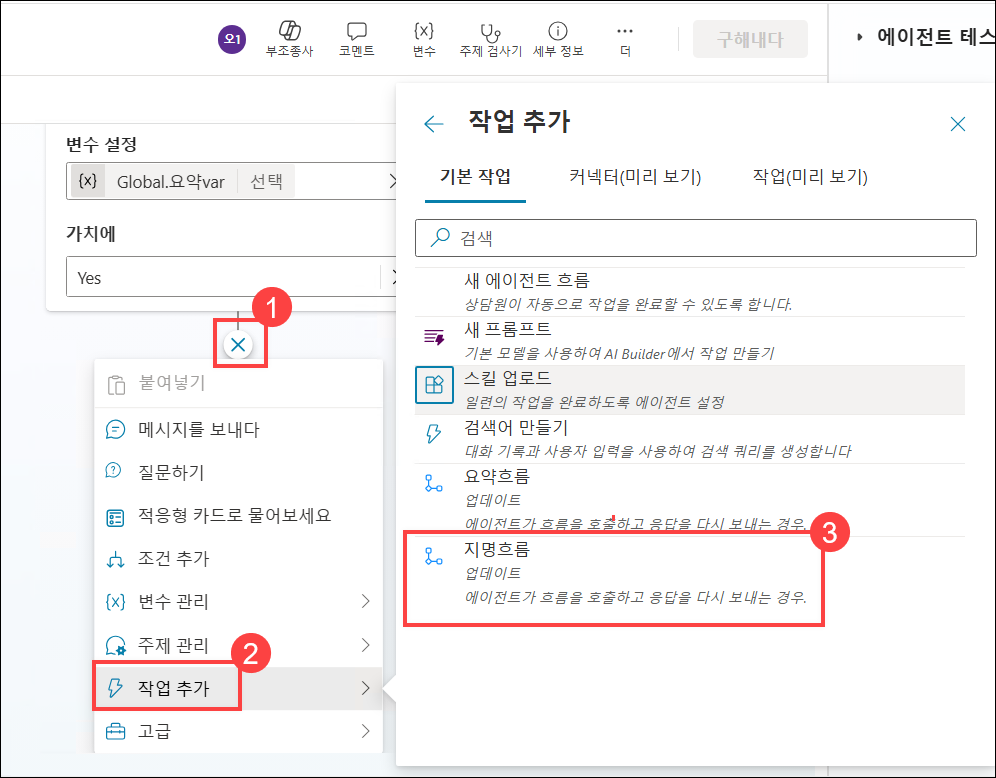 오1
부조종사
코멘트
{x}
변수
주제 검사기
세부 정보
더
구해내다
에이전트 테스
변수 설정
{x} Global.요약var 선택
가치에
Yes
1
붙여넣기
메시지를 보내다
질문하기
적응형 카드로 물어보세요
조건 추가
{x} 변수 관리
주제 관리
2
작업 추가
고급
작업 추가
기본 작업
커넥터(미리 보기)
작업(미리 보기)
검색
새 에이전트 흐름
상담원이 자동으로 작업을 완료할 수 있도록 합니다.
새 프롬프트
기본 모델을 사용하여 AI Builder에서 작업 만들기
스킬 업로드
일련의 작업을 완료하도록 에이전트 설정
검색어 만들기
대화 기록과 사용자 입력을 사용하여 검색 쿼리를 생성합니다
요약흐름
업데이트
에이전트가 흐름을 호출하고 응답을 다시 보내는 경우.
3
지명흐름
업데이트
에이전트가 흐름을 호출하고 응답을 다시 보내는 경우.